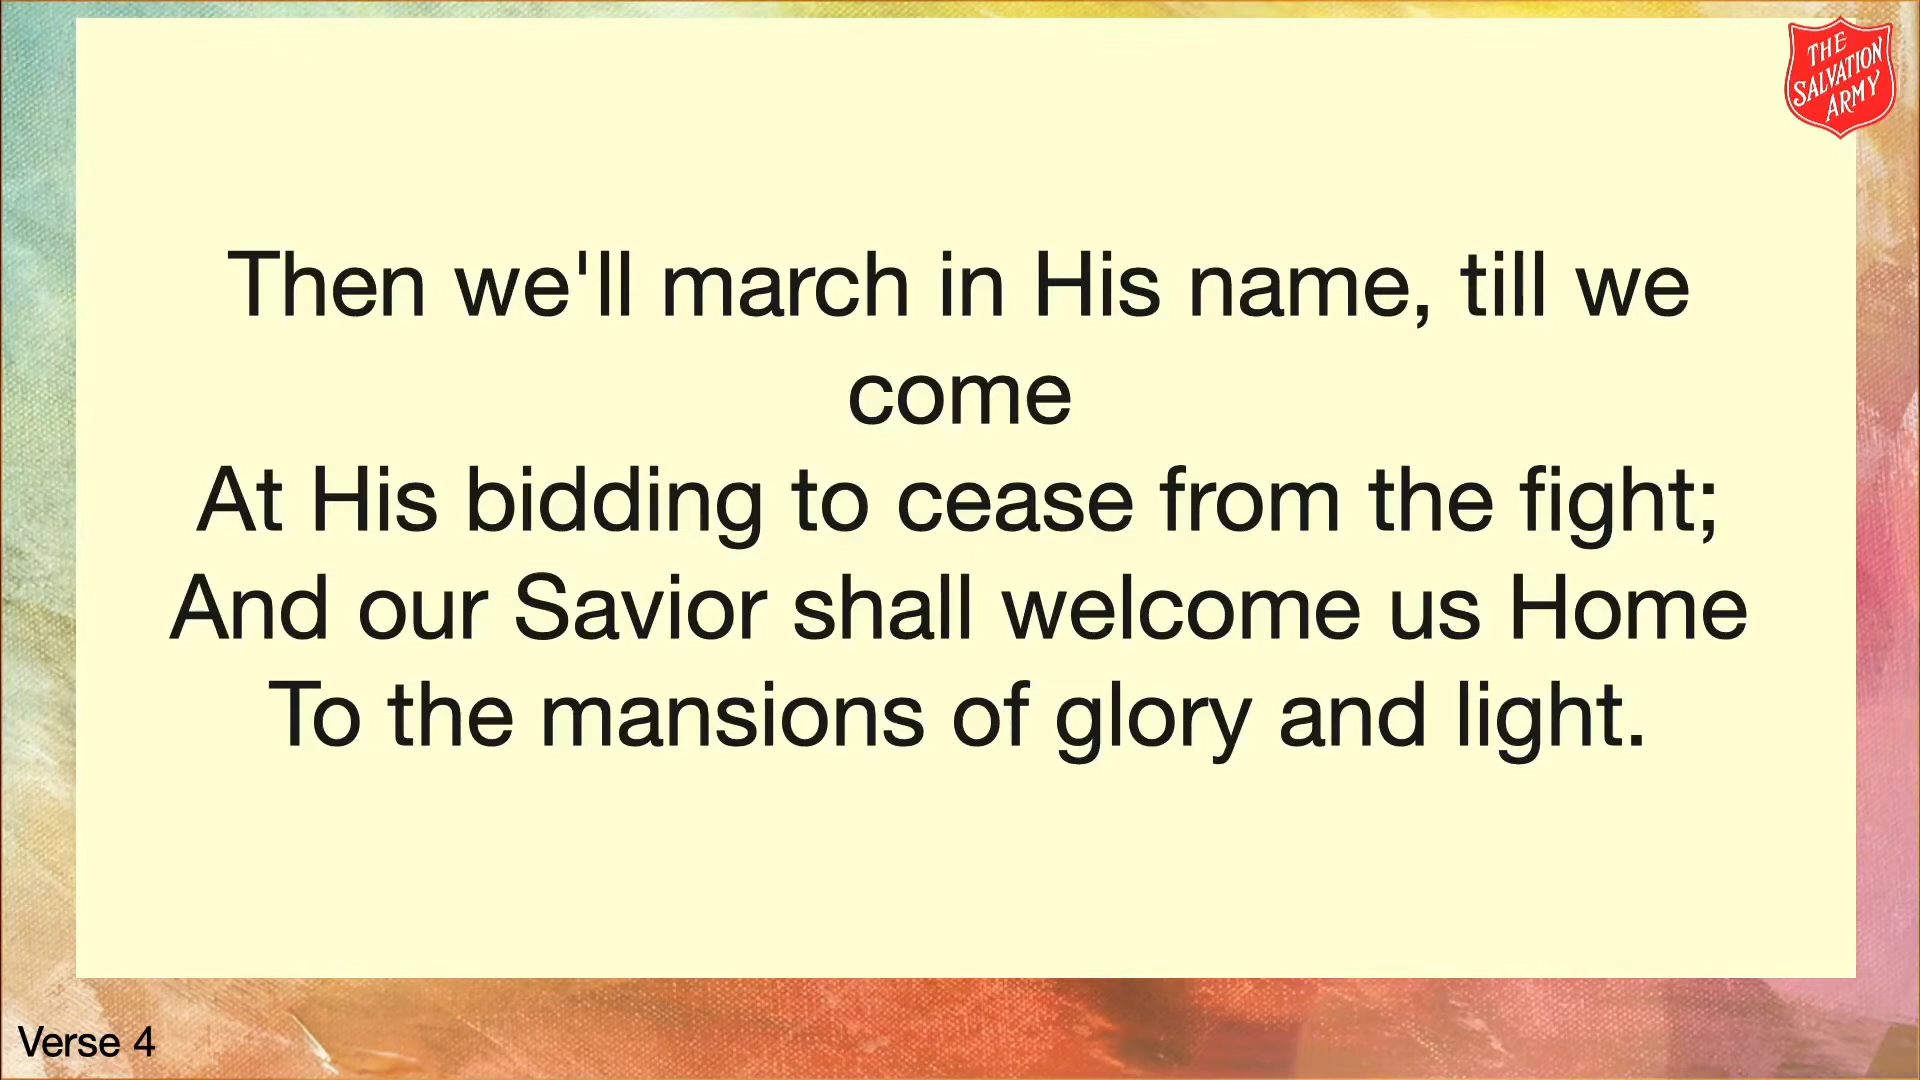 THE
SALVATION
ARMY
Then we'll march in His name, till we
come
At His bidding to cease from the fight;
And our Savior shall welcome us Home
To the mansions of glory and light.
Verse 4